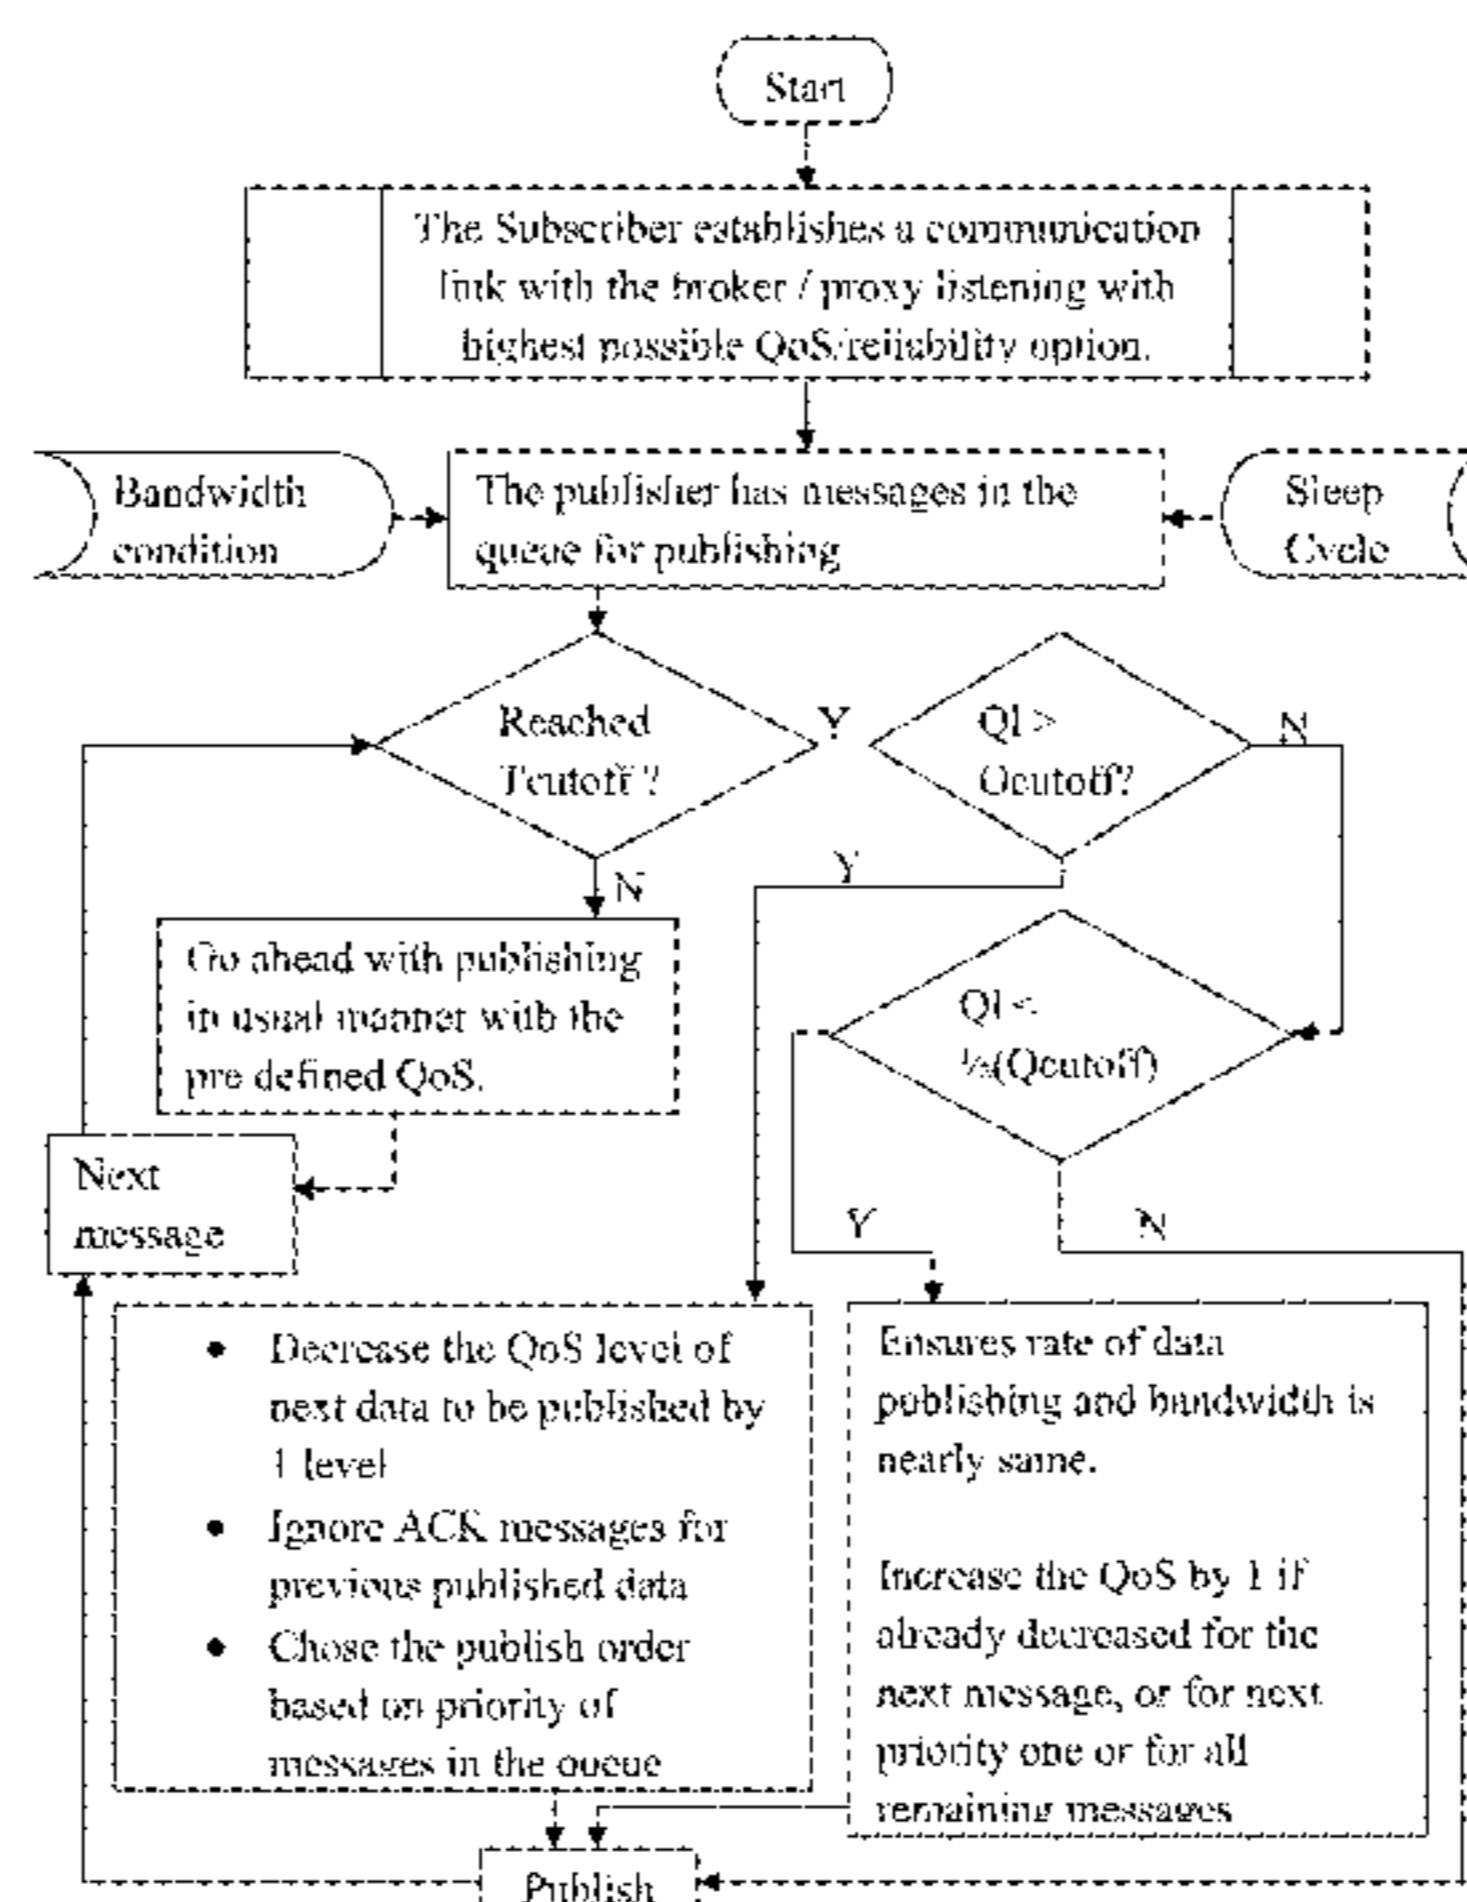 Start
The Subscriber establishes a communication
link with the broker / proxy listening with
highest possible QoS/reliability option.
Bandwidth
condition
The publisher has messages in the
queue for publishing
Sleep
Cycle
Reached
Tcutoff ?
Y
Ql >
Qcutoff?
N
N
Y
Go ahead with publishing
in usual manner with the
pre defined QoS.
Ql <
(Qcutoff)
Next
message
Y
N
Decrease the QoS level of
next data to be published by
1 level
Ignore ACK messages for
previous published data
Chose the publish order
based on priority of
messages in the queue
Ensures rate of data
publishing and bandwidth is
nearly same.
Increase the QoS by 1 if
already decreased for the
next message, or for next
priority one or for all
remaining messages
Publish